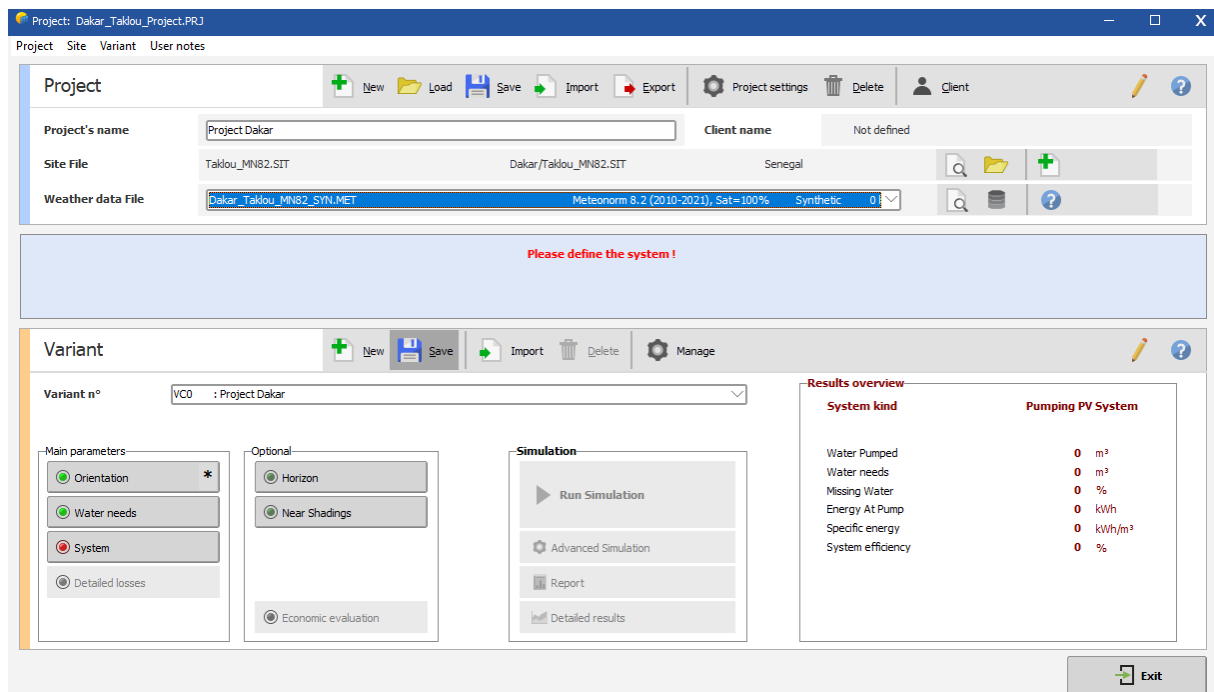 Project: Dakar_Taklou_Project.PRJ
Project Site Variant User notes
Project New Load Save Import Export Project settings Delete Client
Project's name Project Dakar Client name Not defined
Site File Taklou_MN82.SIT Dakar/Taklou_MN82.SIT Senegal
Weather data File Dakar_Taklou_MN82_SYN.MET Meteonorm 8.2 (2010-2021), Sat=100% Synthetic 0
Please define the system !
Variant New Save Import Delete Manage
Variant n° VC0 : Project Dakar
Results overview
System kind Pumping PV System
Main parameters
Orientation *
Water needs
System
Detailed losses
Optional
Horizon
Near Shadings
Economic evaluation
Simulation
Run Simulation
Advanced Simulation
Report
Detailed results
Water Pumped 0 m³
Water needs 0 m³
Missing Water 0 %
Energy At Pump 0 kWh
Specific energy 0 kWh/m³
System efficiency 0 %
Exit